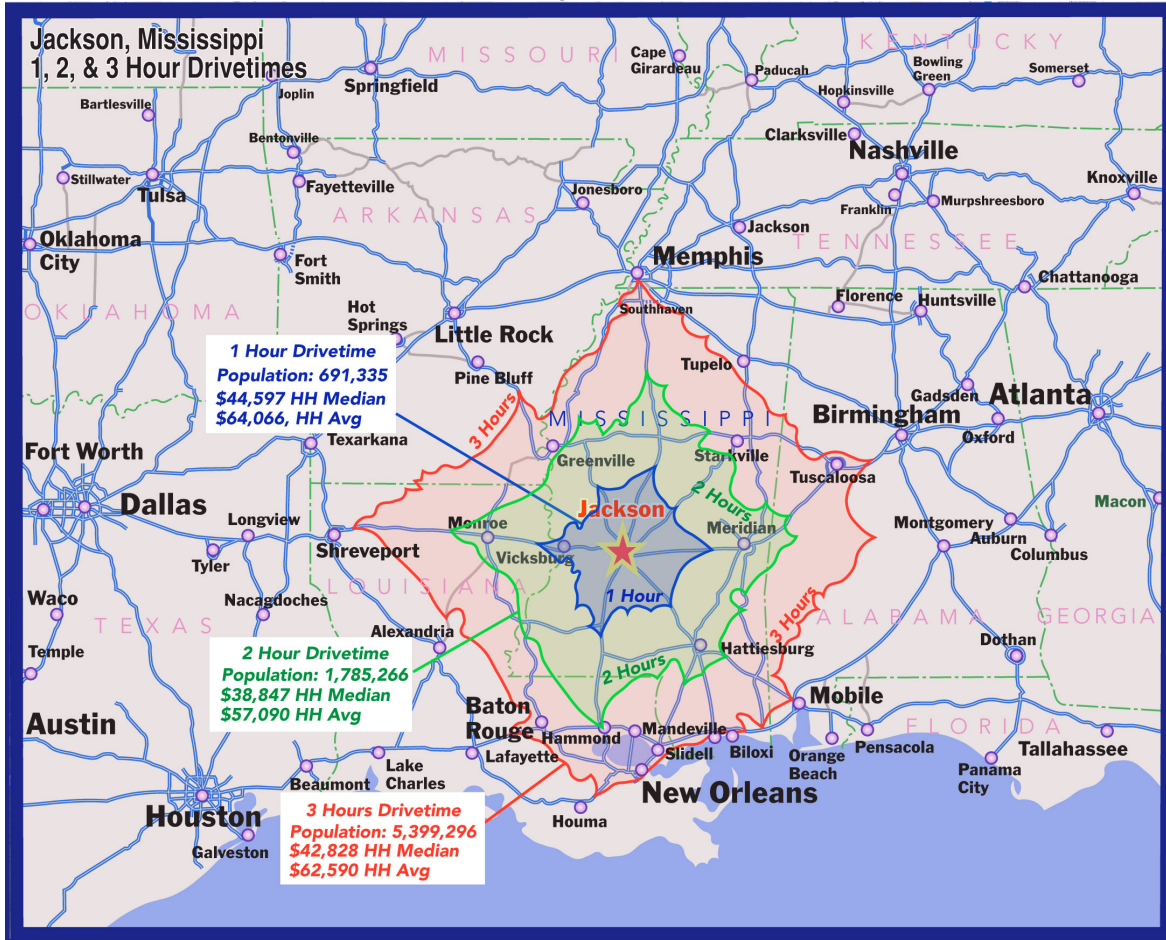 Jackson, Mississippi
1, 2, & 3 Hour Drivetimes
MISSOURI
KENTUCKY
Cape
Girardeau
Paducah
Bowling
Green
Somerset
Hopkinsville
Springfield
Joplin
Bartlesville
Bentonville
Clarksville
Nashville
Stillwater
Tulsa
Fayetteville
Jonesboro
Knoxville
Franklin
Murpshreesboro
ARKANSAS
Jackson
TENNESSEE
Oklahoma
City
Fort
Smith
Memphis
Chattanooga
OKLAHOMA
Hot
Springs
Little Rock
Southhaven
Florence
Huntsville
1 Hour Drivetime
Population: 691,335
$44,597 HH Median
$64,066, HH Avg
Pine Bluff
Tupelo
Gadsden
Atlanta
3 Hours
MISSISSIPPI
Birmingham
Oxford
Texarkana
Fort Worth
Greenville
Starkville
Tuscaloosa
Dallas
2 Hours
Jackson
Macon
Longview
Monroe
Meridian
Montgomery
Auburn
Columbus
Tyler
Shreveport
Vicksburg
LOUISIANA
1 Hour
Waco
Nacagdoches
TEXAS
3 Hours
ALABAMA
GEORGIA
Alexandria
Temple
Hattiesburg
Dothan
2 Hour Drivetime
Population: 1,785,266
$38,847 HH Median
$57,090 HH Avg
2 Hours
Austin
Baton
Rouge
Mobile
Hammond
Mandeville
FLORIDA
Lafayette
Slidell
Biloxi
Orange
Beach
Pensacola
Tallahassee
Beaumont
Lake
Charles
Panama
City
Houston
New Orleans
Houma
Galveston
3 Hours Drivetime
Population: 5,399,296
$42,828 HH Median
$62,590 HH Avg